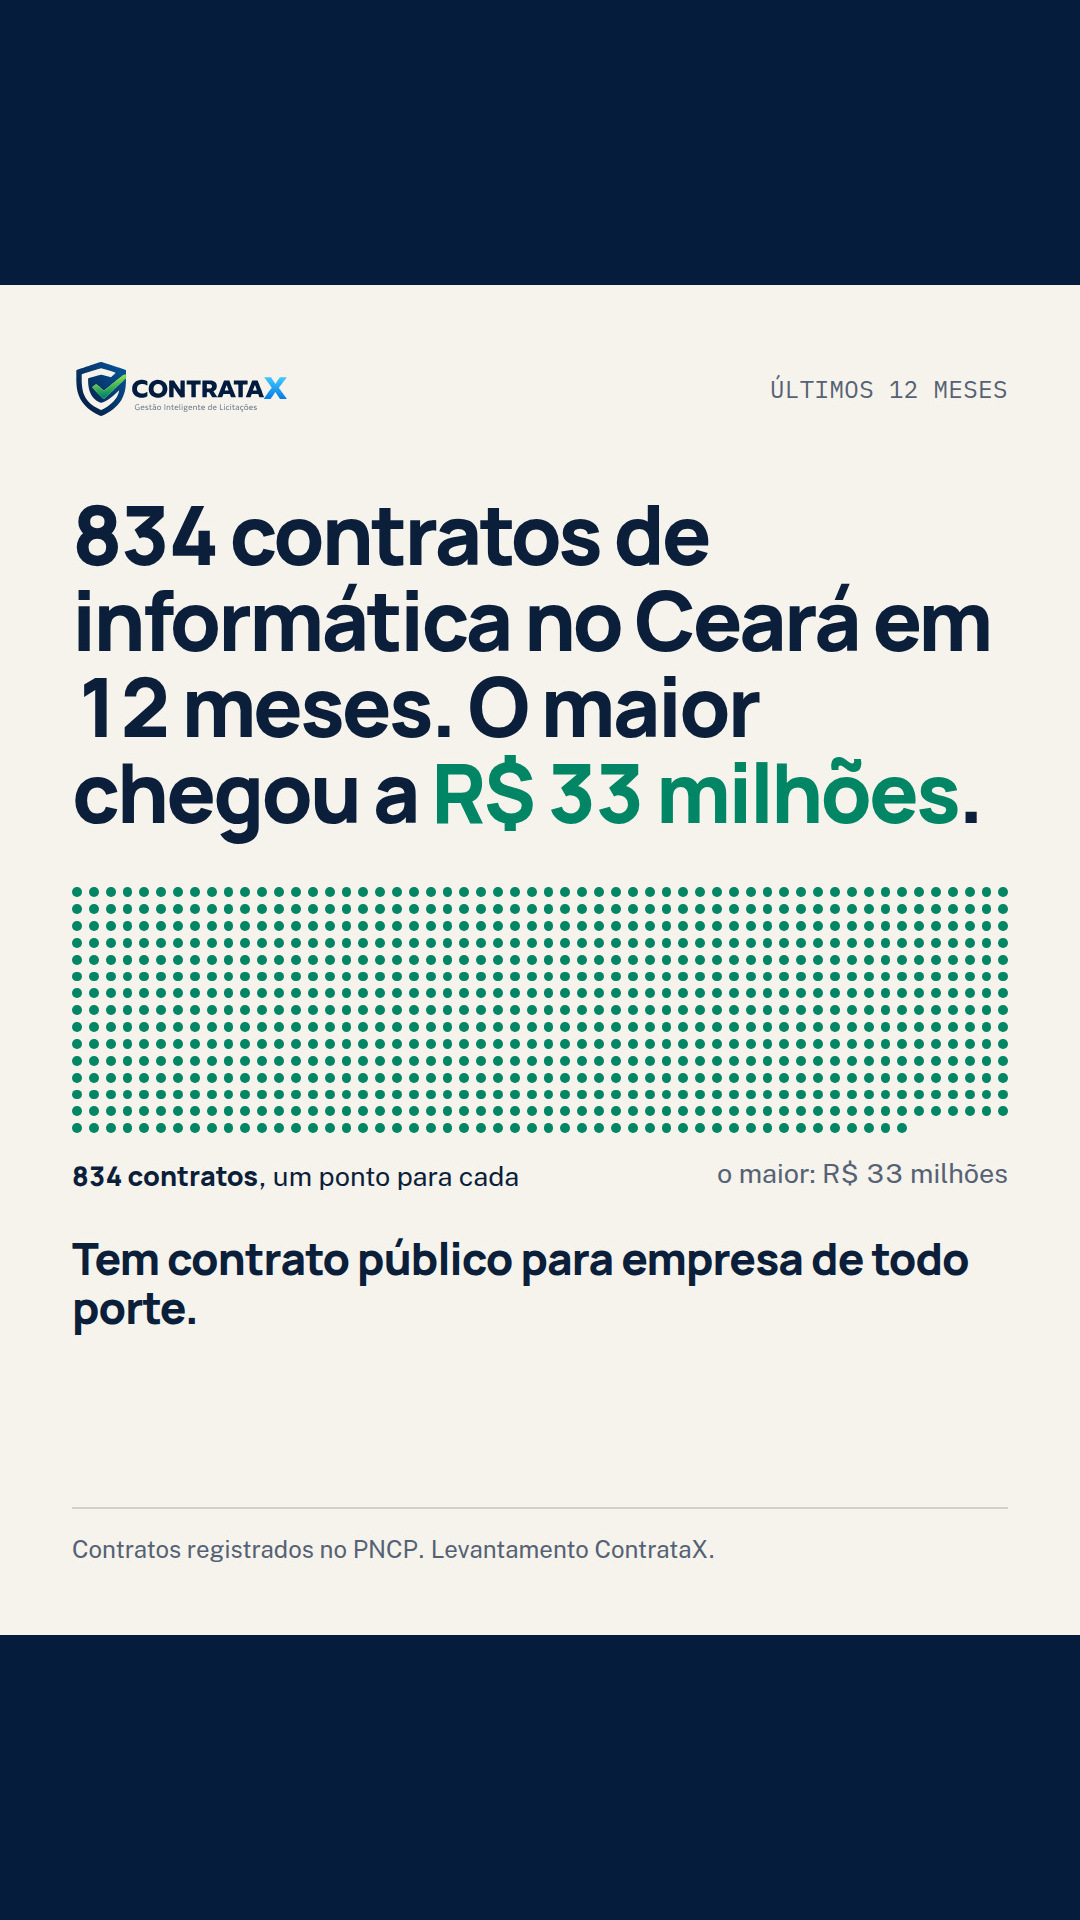 CONTRATAX
Gestão Inteligente de Licitações
ÚLTIMOS 12 MESES
834 contratos de
informática no Ceará em
12 meses. O maior
chegou a R$ 33 milhões.
834 contratos, um ponto para cada
o maior: R$ 33 milhões
Tem contrato público para empresa de todo
porte.
Contratos registrados no PNCP. Levantamento ContrataX.